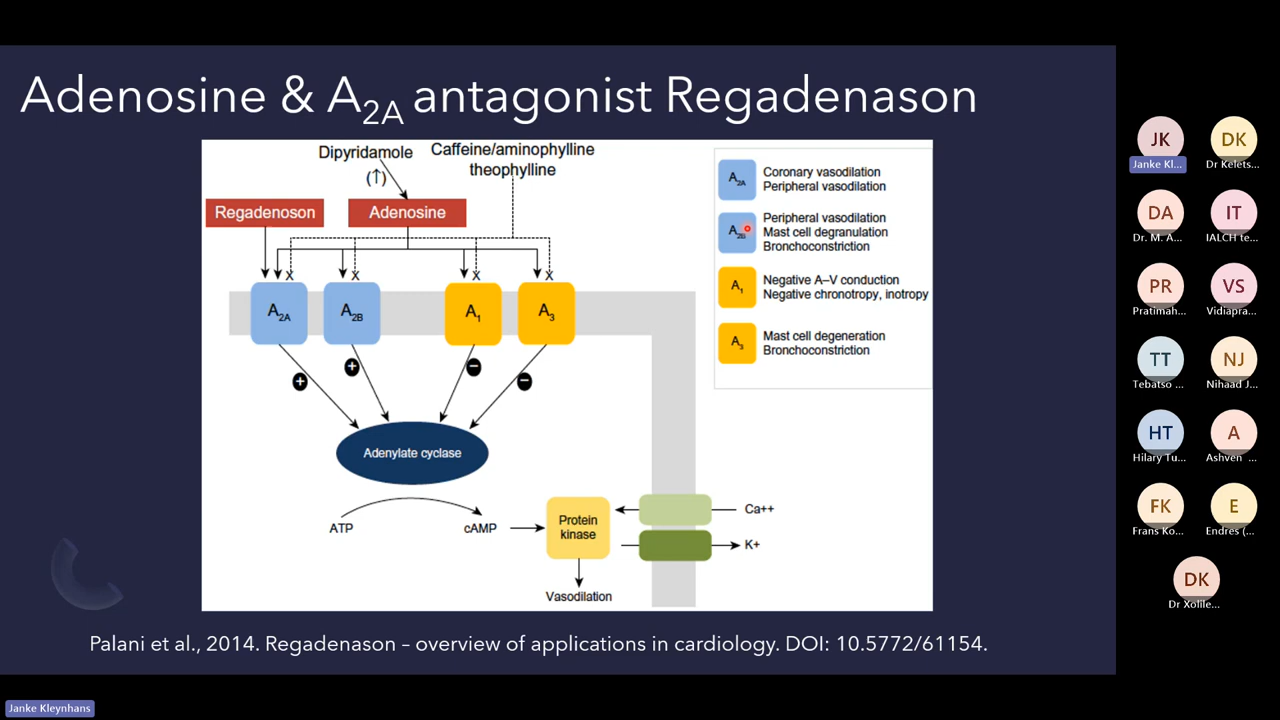 Adenosine & A2A antagonist Regadenason
Dipyridamole
(↑)
Caffeine/aminophylline
theophylline
Regadenoson
Adenosine
x x x x
A2A
A2B
A1
A3
+ + − −
Adenylate cyclase
ATP
cAMP
Protein
kinase
Vasodilation
Ca++
K+
A2A
Coronary vasodilation
Peripheral vasodilation
A2B
Peripheral vasodilation
Mast cell degranulation
Bronchoconstriction
A1
Negative A–V conduction
Negative chronotropy, inotropy
A3
Mast cell degeneration
Bronchoconstriction
Palani et al., 2014. Regadenason – overview of applications in cardiology. DOI: 10.5772/61154.
JK
Janke Kl...
DK
Dr Kelets...
DA
Dr. M. A...
IT
IALCH te...
PR
Pratimah...
VS
Vidiapra...
TT
Tebatso ...
NJ
Nihaad J...
HT
Hilary Tu...
A
Ashven ...
FK
Frans Ko...
E
Endres (...
DK
Dr Xolile...
Janke Kleynhans